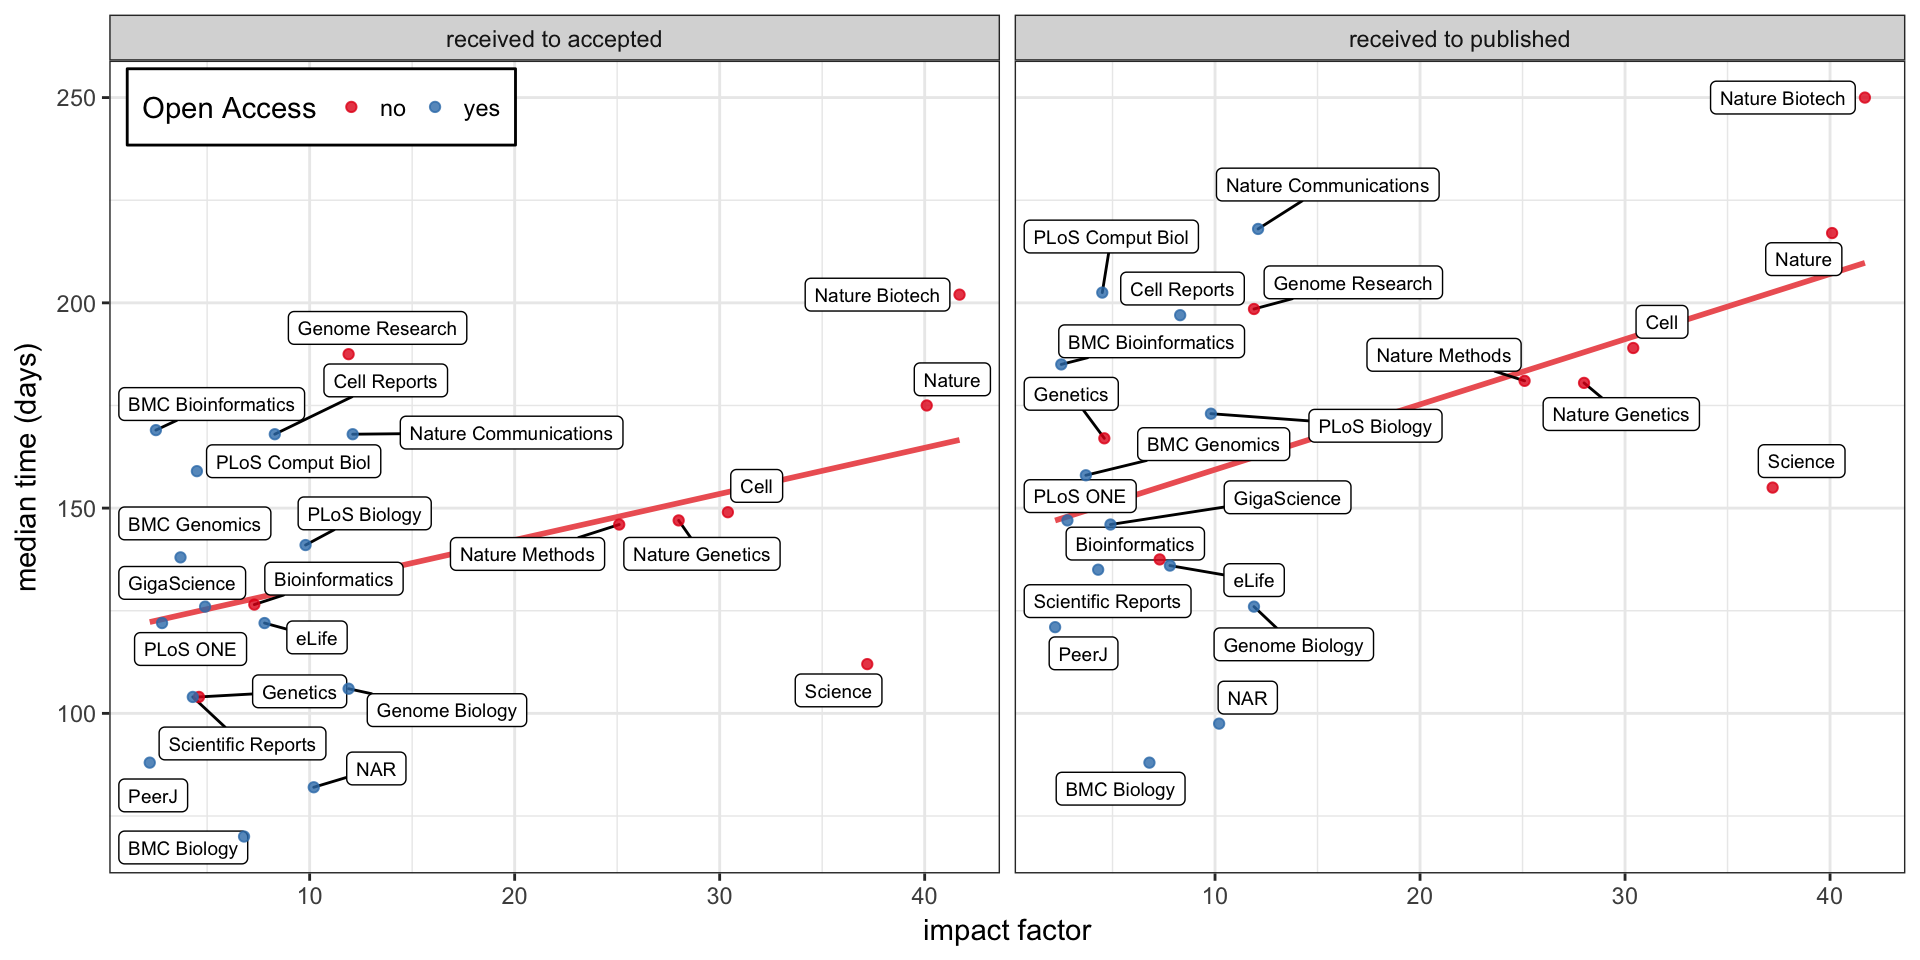 received to accepted
received to published
Open Access no yes
median time (days)
250
200
150
100
Nature Biotech
Genome Research
Cell Reports
Nature
BMC Bioinformatics
Nature Communications
PLoS Comput Biol
Cell
BMC Genomics
PLoS Biology
Nature Methods
Nature Genetics
GigaScience
Bioinformatics
PLoS ONE
eLife
Genetics
Science
Genome Biology
Scientific Reports
NAR
PeerJ
BMC Biology
10 20 30 40
Nature Biotech
Nature Communications
PLoS Comput Biol
Nature
Cell Reports
Genome Research
Cell
BMC Bioinformatics
Nature Methods
Genetics
Nature Genetics
PLoS Biology
BMC Genomics
Science
PLoS ONE
GigaScience
Bioinformatics
eLife
Scientific Reports
Genome Biology
PeerJ
NAR
BMC Biology
10 20 30 40
impact factor